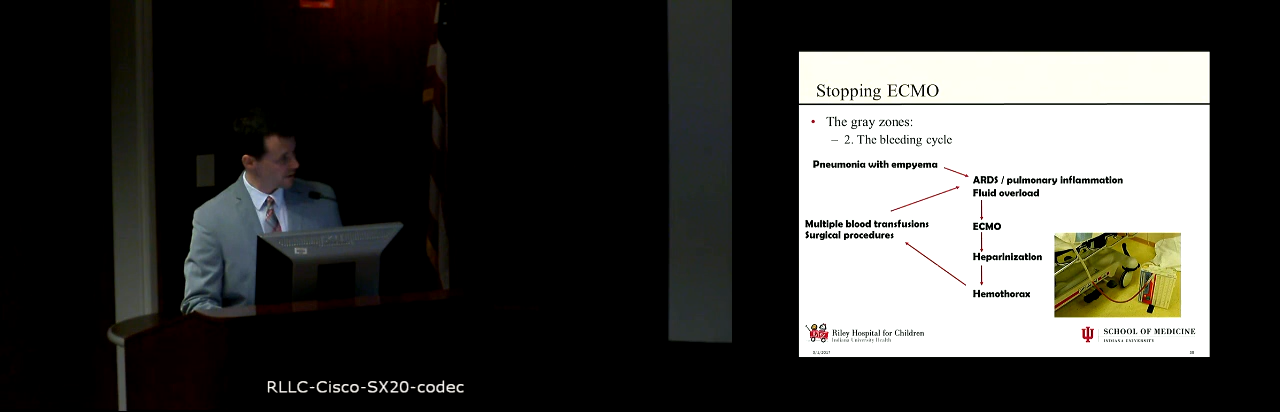 Stopping ECMO
• The gray zones:
– 2. The bleeding cycle
Pneumonia with empyema
ARDS / pulmonary inflammation
Fluid overload
Multiple blood transfusions
Surgical procedures
ECMO
Heparinization
Hemothorax
Riley Hospital for Children
Indiana University Health
SCHOOL OF MEDICINE
INDIANA UNIVERSITY
RLLC-Cisco-SX20-codec